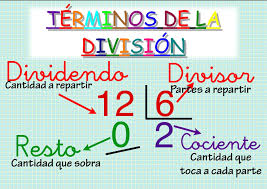 TÉRMINOS DE LA
DIVISIÓN
Dividendo
Cantidad a repartir
Divisor
Partes a repartir
12 6
0 2
Resto
Cantidad que sobra
Cociente
Cantidad que
toca a cada parte